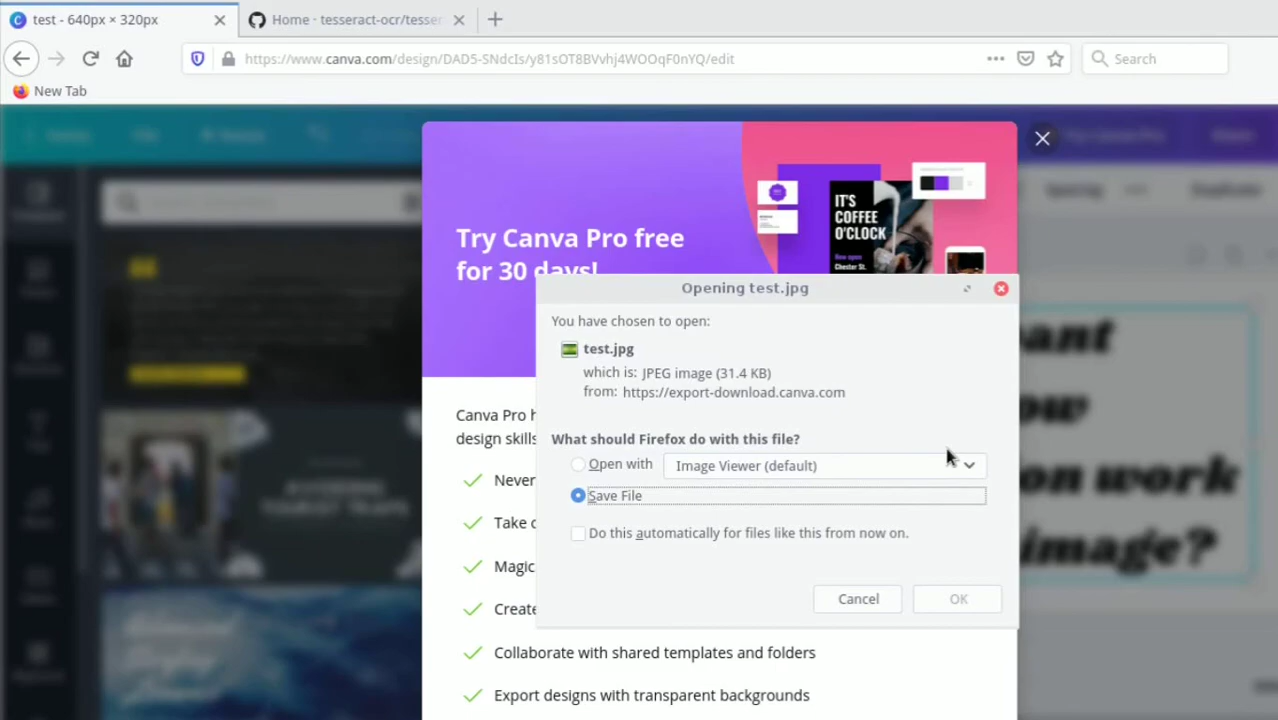 test - 640px × 320px
Home · tesseract-ocr/tesser
https://www.canva.com/design/DAD5-SNdcIs/y81sOT8BVvhj4WOOqF0nYQ/edit
Search
New Tab
Try Canva Pro free
for 30 days!
IT'S
COFFEE
O'CLOCK
Now open
Chester St.
Opening test.jpg
You have chosen to open:
test.jpg
which is: JPEG image (31.4 KB)
from: https://export-download.canva.com
What should Firefox do with this file?
Open with
Image Viewer (default)
Save File
Do this automatically for files like this from now on.
Cancel
OK
Canva Pro
design skills
Never
Take
Magic
Create
Collaborate with shared templates and folders
Export designs with transparent backgrounds
on work
image?